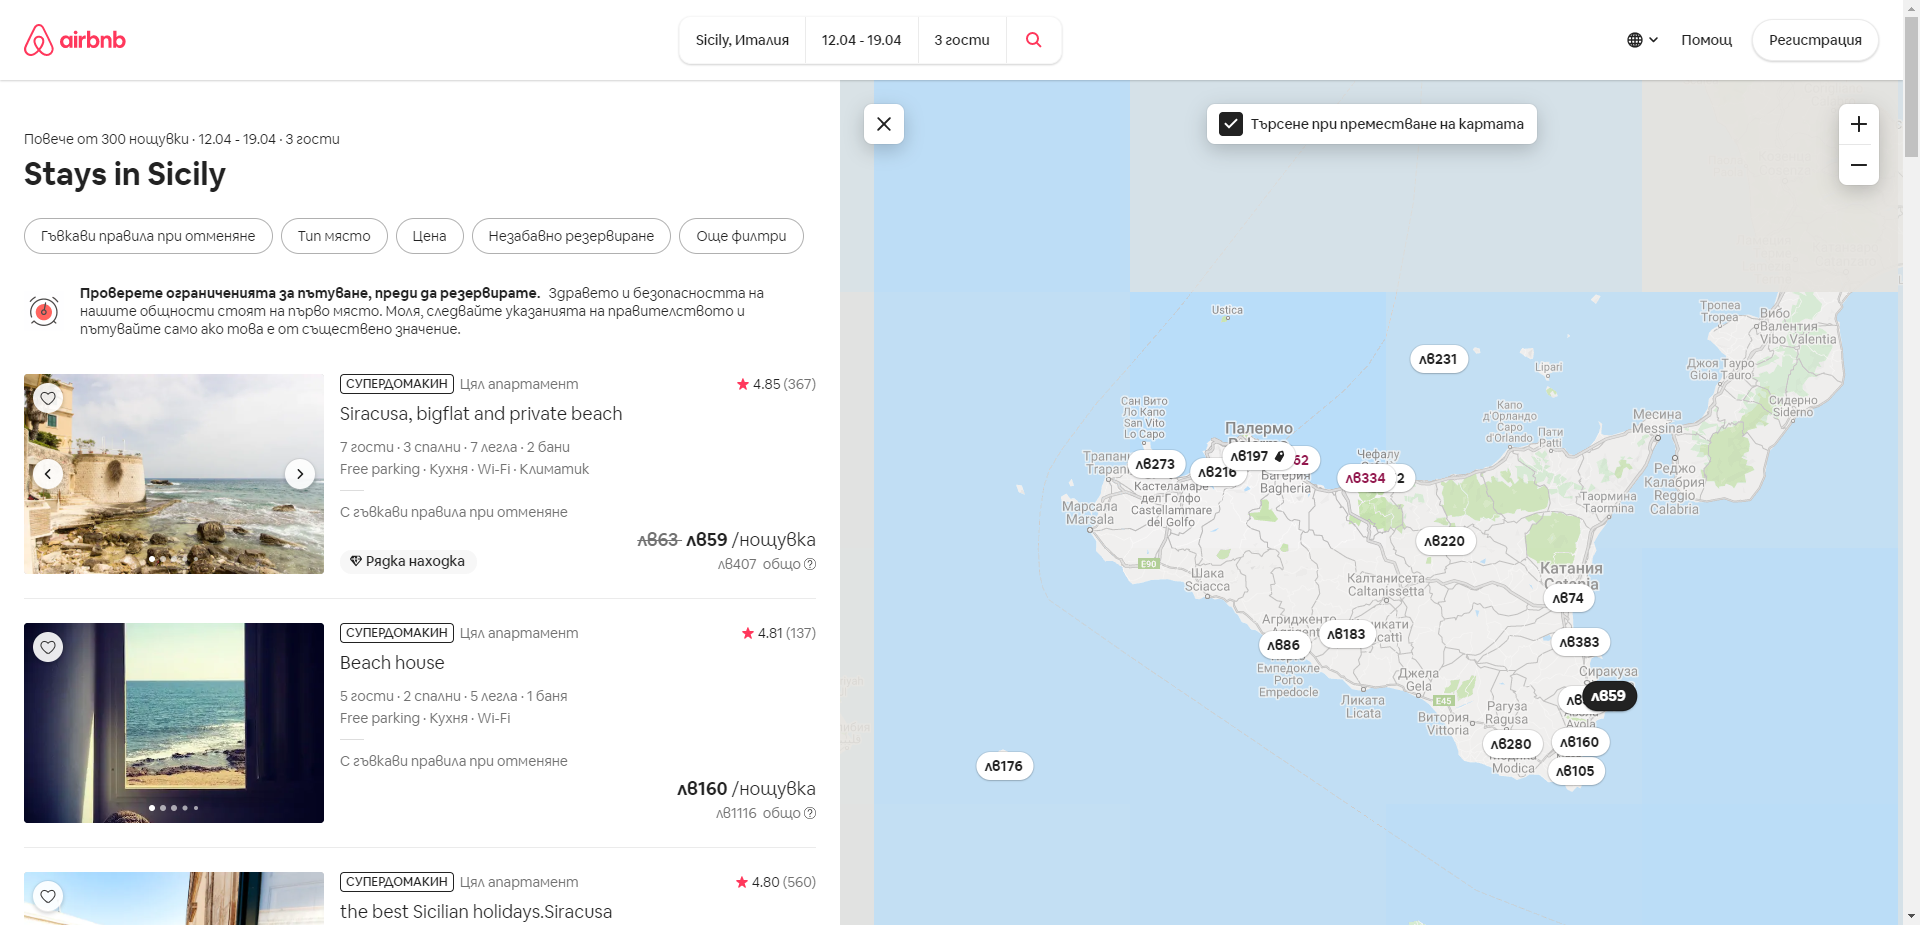 airbnb
Sicily, Италия
12.04 - 19.04
3 гости
Помощ
Регистрация
Повече от 300 нощувки · 12.04 - 19.04 · 3 гости
Stays in Sicily
Гъвкави правила при отменяне
Тип място
Цена
Незабавно резервиране
Още филтри
Проверете ограниченията за пътуване, преди да резервирате. Здравето и безопасността на
нашите общности стоят на първо място. Моля, следвайте указанията на правителството и
пътувайте само ако това е от съществено значение.
СУПЕРДОМАКИН Цял апартамент
4.85 (367)
Siracusa, bigflat and private beach
7 гости · 3 спални · 7 легла · 2 бани
Free parking · Кухня · Wi-Fi · Климатик
С гъвкави правила при отменяне
лв63 лв59 /нощувка
Рядка находка
лв407 общо
СУПЕРДОМАКИН Цял апартамент
4.81 (137)
Beach house
5 гости · 2 спални · 5 легла · 1 баня
Free parking · Кухня · Wi-Fi
С гъвкави правила при отменяне
лв160 /нощувка
лв1116 общо
СУПЕРДОМАКИН Цял апартамент
4.80 (560)
the best Sicilian holidays.Siracusa
Търсене при преместване на картата
Ustica
Тропеа
Tropea
Вибо
Валентия
Vibo Valentia
лв231
Lipari
Джоя Тауро
Gioia Tauro
Сан Вито
Ло Капо
San Vito
Lo Capo
Капо
д'Орландо
Capo
d'Orlando
Пати
Patti
Месина
Messina
Сидерно
Siderno
Палермо
Трапани
лв273
лв216
лв197
62
Чефалу
лв334
2
Багерия
Bagheria
Реджо
Калабрия
Reggio
Calabria
Таормина
Taormina
Кастеламаре
дел Голфо
Castellammare
del Golfo
Марсала
Marsala
лв220
E90
Шака
Sciacca
Калтанисета
Caltanissetta
Катания
Catania
лв74
Агридженто
лв183
лв86
Емпедокле
Porto
Empedocle
лв383
Сиракуза
Джела
Gela
E45
лв59
Avola
Ликата
Licata
Витория
Vittoria
Рагуза
Ragusa
лв280
Modica
лв160
лв105
лв176